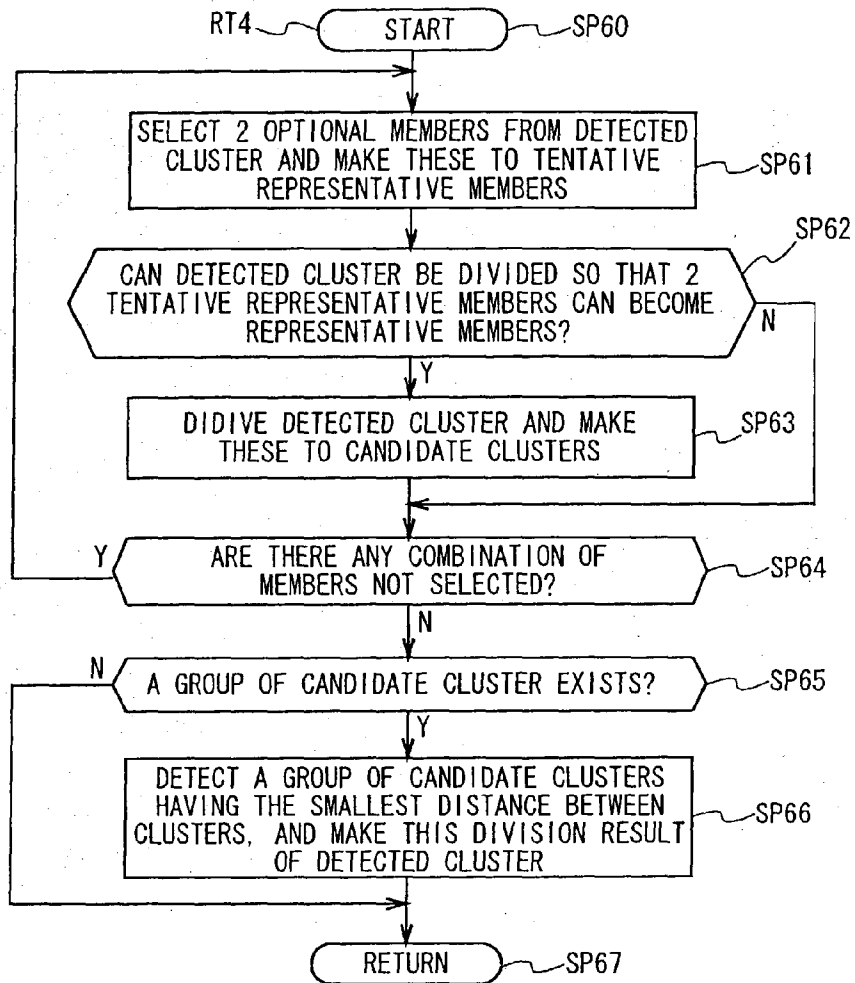 RT4
START
SP60
SELECT 2 OPTIONAL MEMBERS FROM DETECTED
CLUSTER AND MAKE THESE TO TENTATIVE
REPRESENTATIVE MEMBERS
SP61
SP62
CAN DETECTED CLUSTER BE DIVIDED SO THAT 2
TENTATIVE REPRESENTATIVE MEMBERS CAN BECOME
REPRESENTATIVE MEMBERS?
N
Y
DIDIVE DETECTED CLUSTER AND MAKE
THESE TO CANDIDATE CLUSTERS
SP63
Y
ARE THERE ANY COMBINATION OF
MEMBERS NOT SELECTED?
SP64
N
N
A GROUP OF CANDIDATE CLUSTER EXISTS?
SP65
Y
DETECT A GROUP OF CANDIDATE CLUSTERS
HAVING THE SMALLEST DISTANCE BETWEEN
CLUSTERS, AND MAKE THIS DIVISION RESULT
OF DETECTED CLUSTER
SP66
RETURN
SP67